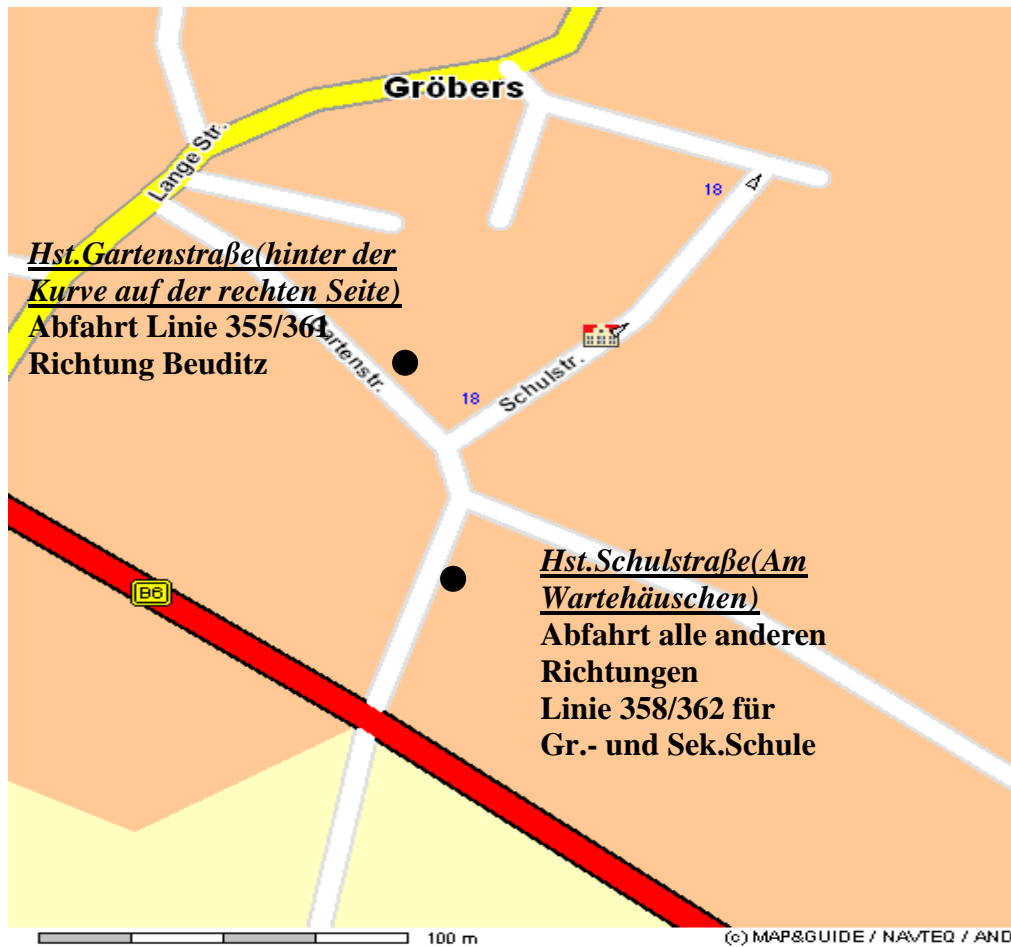 Gröbers
Lange Str.
18
Hst.Gartenstraße(hinter der
Kurve auf der rechten Seite)
Abfahrt Linie 355/361
Richtung Beuditz
Gartenstr.
18
Schulstr.
B6
Hst.Schulstraße(Am
Wartehäuschen)
Abfahrt alle anderen
Richtungen
Linie 358/362 für
Gr.- und Sek.Schule
100 m
(c) MAP&GUIDE / NAVTEQ / AND